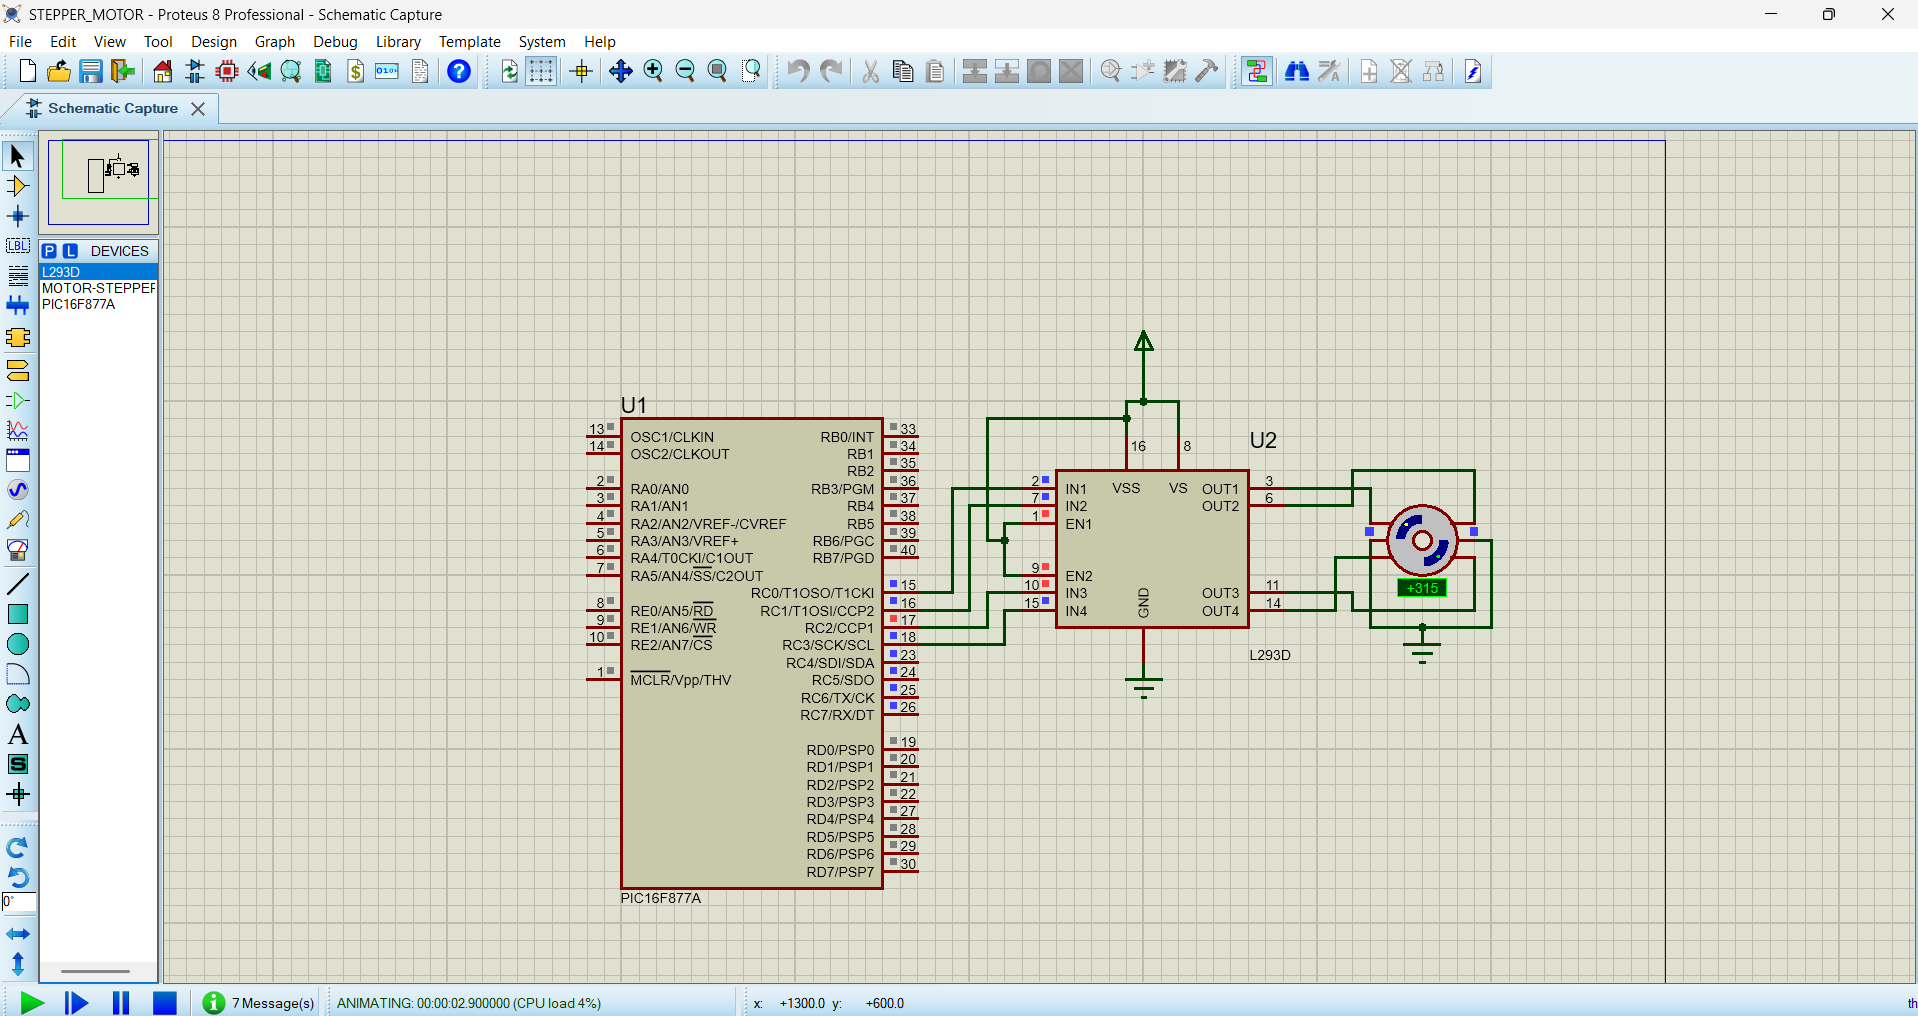 STEPPER_MOTOR - Proteus 8 Professional - Schematic Capture
File Edit View Tool Design Graph Debug Library Template System Help
Schematic Capture
LBL
A
S
0°
P L DEVICES
L293D
MOTOR-STEPPER
PIC16F877A
U1
13 OSC1/CLKIN
14 OSC2/CLKOUT
2 RA0/AN0
3 RA1/AN1
4 RA2/AN2/VREF-/CVREF
5 RA3/AN3/VREF+
6 RA4/T0CKI/C1OUT
7 RA5/AN4/SS/C2OUT
8 RE0/AN5/RD
9 RE1/AN6/WR
10 RE2/AN7/CS
1 MCLR/Vpp/THV
RB0/INT 33
RB1 34
RB2 35
RB3/PGM 36
RB4 37
RB5 38
RB6/PGC 39
RB7/PGD 40
RC0/T1OSO/T1CKI 15
RC1/T1OSI/CCP2 16
RC2/CCP1 17
RC3/SCK/SCL 18
RC4/SDI/SDA 23
RC5/SDO 24
RC6/TX/CK 25
RC7/RX/DT 26
RD0/PSP0 19
RD1/PSP1 20
RD2/PSP2 21
RD3/PSP3 22
RD4/PSP4 27
RD5/PSP5 28
RD6/PSP6 29
RD7/PSP7 30
PIC16F877A
U2
16 8
VSS VS
2 IN1
7 IN2
1 EN1
9 EN2
10 IN3
15 IN4
GND
OUT1 3
OUT2 6
OUT3 11
OUT4 14
L293D
+315
7 Message(s) ANIMATING: 00:00:02.900000 (CPU load 4%) x: +1300.0 y: +600.0 th